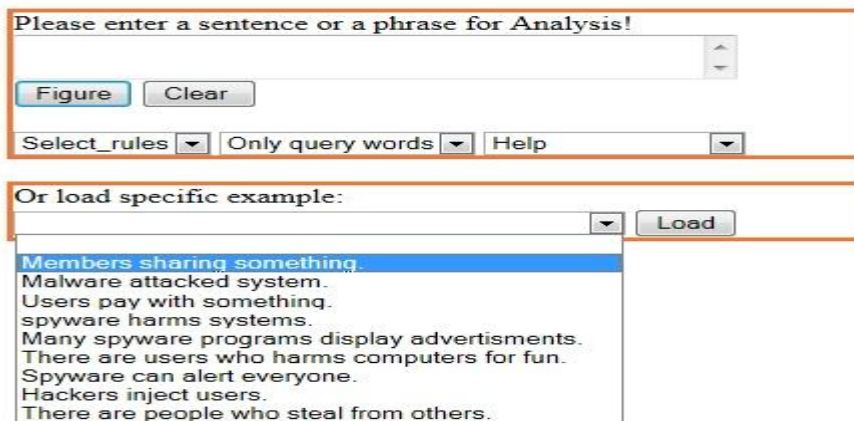 Please enter a sentence or a phrase for Analysis!
Figure Clear
Select_rules Only query words Help
Or load specific example:
Load
Members sharing something.
Malware attacked system.
Users pay with something.
spyware harms systems.
Many spyware programs display advertisments.
There are users who harms computers for fun.
Spyware can alert everyone.
Hackers inject users.
There are people who steal from others.